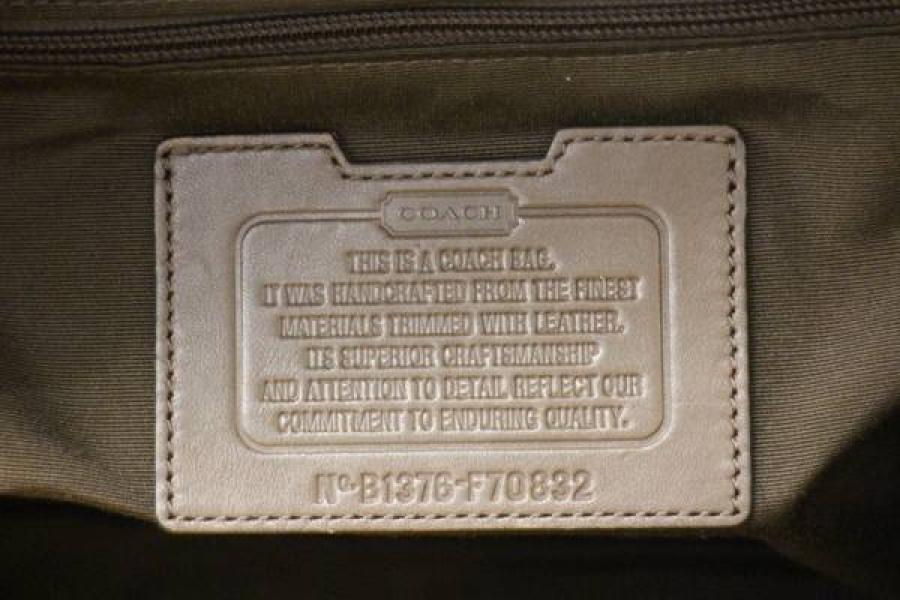 COACH
THIS IS A COACH BAG.
IT WAS HANDCRAFTED FROM THE FINEST
MATERIALS TRIMMED WITH LEATHER.
ITS SUPERIOR CRAFTSMANSHIP
AND ATTENTION TO DETAIL REFLECT OUR
COMMITMENT TO ENDURING QUALITY.
No-B1376-F70832